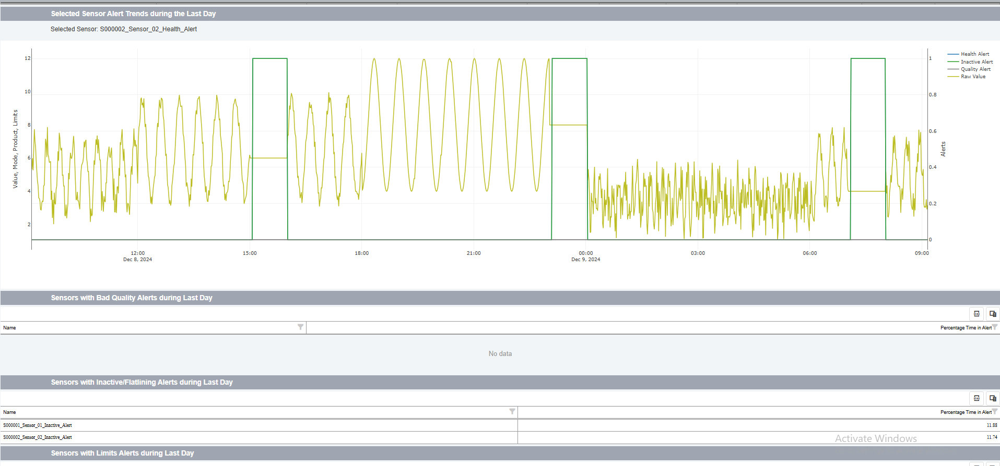 Selected Sensor Alert Trends during the Last Day
Selected Sensor: S000002_Sensor_02_Health_Alert
Value, Mode, Product, Limits
12
10
8
6
4
2
1
0.8
0.6
0.4
0.2
0
Alerts
Health Alert
Inactive Alert
Quality Alert
Raw Value
12:00 15:00 18:00 21:00 00:00 03:00 06:00 09:00
Dec 8, 2024 Dec 9, 2024
Sensors with Bad Quality Alerts during Last Day
Name Percentage Time in Alert
No data
Sensors with Inactive/Flatlining Alerts during Last Day
Name Percentage Time in Alert
S000001_Sensor_01_Inactive_Alert 11.88
S000002_Sensor_02_Inactive_Alert 11.74
Activate Windows
Sensors with Limits Alerts during Last Day